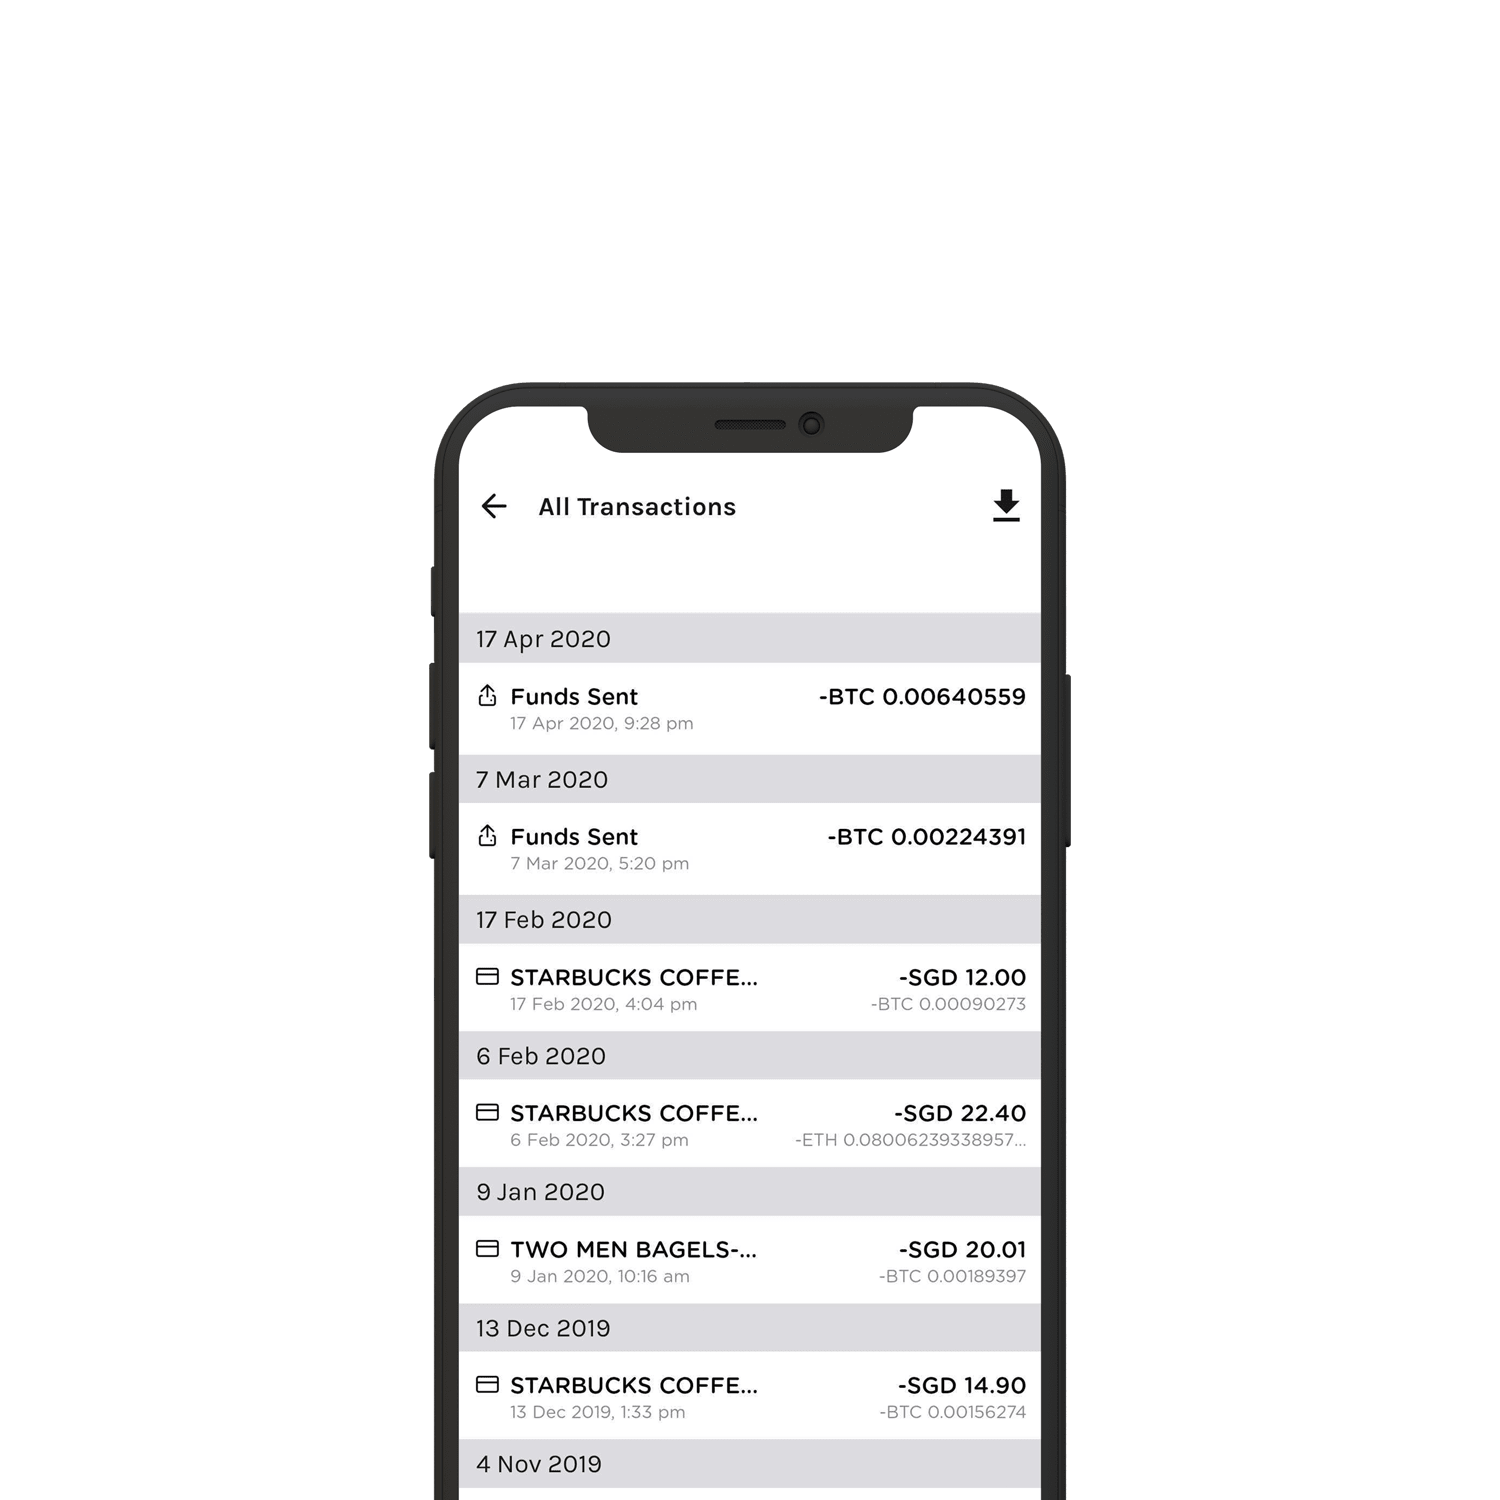 All Transactions
17 Apr 2020
Funds Sent -BTC 0.00640559
17 Apr 2020, 9:28 pm
7 Mar 2020
Funds Sent -BTC 0.00224391
7 Mar 2020, 5:20 pm
17 Feb 2020
STARBUCKS COFFE... -SGD 12.00
17 Feb 2020, 4:04 pm -BTC 0.00090273
6 Feb 2020
STARBUCKS COFFE... -SGD 22.40
6 Feb 2020, 3:27 pm -ETH 0.08006239338957...
9 Jan 2020
TWO MEN BAGELS-... -SGD 20.01
9 Jan 2020, 10:16 am -BTC 0.00189397
13 Dec 2019
STARBUCKS COFFE... -SGD 14.90
13 Dec 2019, 1:33 pm -BTC 0.00156274
4 Nov 2019